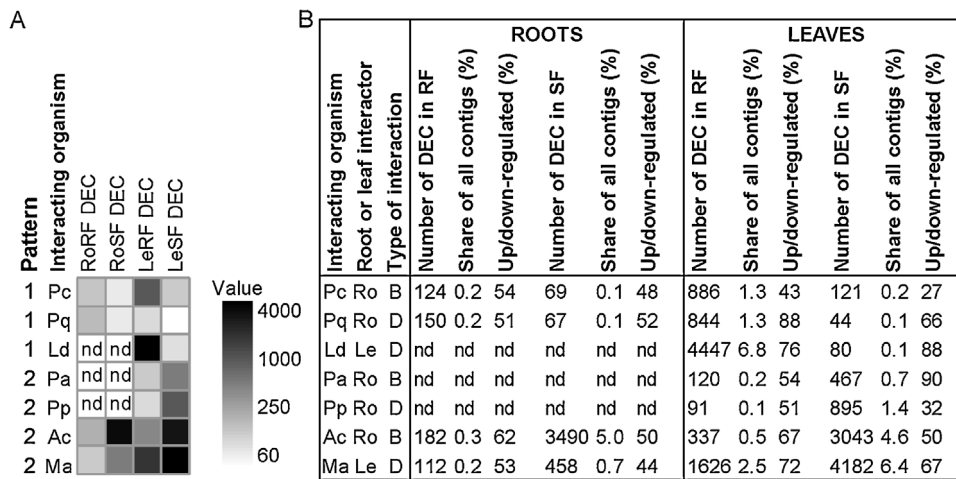 A
Pattern
Interacting organism
RoRF DEC
RoSF DEC
LeRF DEC
LeSF DEC
1 Pc
1 Pq
1 Ld nd nd
2 Pa nd nd
2 Pp nd nd
2 Ac
2 Ma
Value
4000
1000
250
60
B
ROOTS LEAVES
Interacting organism
Root or leaf interactor
Type of interaction
Number of DEC in RF
Share of all contigs (%)
Up/down-regulated (%)
Number of DEC in SF
Share of all contigs (%)
Up/down-regulated (%)
Number of DEC in RF
Share of all contigs (%)
Up/down-regulated (%)
Number of DEC in SF
Share of all contigs (%)
Up/down-regulated (%)
Pc Ro B 124 0.2 54 69 0.1 48 886 1.3 43 121 0.2 27
Pq Ro D 150 0.2 51 67 0.1 52 844 1.3 88 44 0.1 66
Ld Le D nd nd nd nd nd nd 4447 6.8 76 80 0.1 88
Pa Ro B nd nd nd nd nd nd 120 0.2 54 467 0.7 90
Pp Ro D nd nd nd nd nd nd 91 0.1 51 895 1.4 32
Ac Ro B 182 0.3 62 3490 5.0 50 337 0.5 67 3043 4.6 50
Ma Le D 112 0.2 53 458 0.7 44 1626 2.5 72 4182 6.4 67